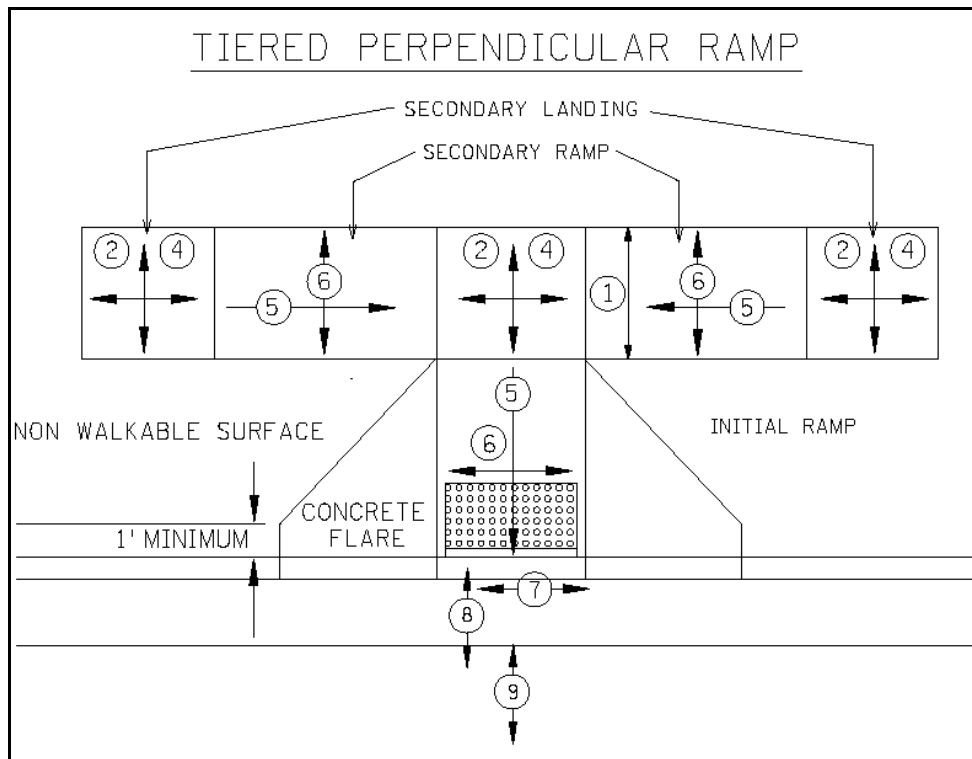 TIERED PERPENDICULAR RAMP
SECONDARY LANDING
SECONDARY RAMP
2 4 2 4 2 4
5 6 1 6 5
5
NON WALKABLE SURFACE
INITIAL RAMP
6
CONCRETE
FLARE
1' MINIMUM
7
8
9